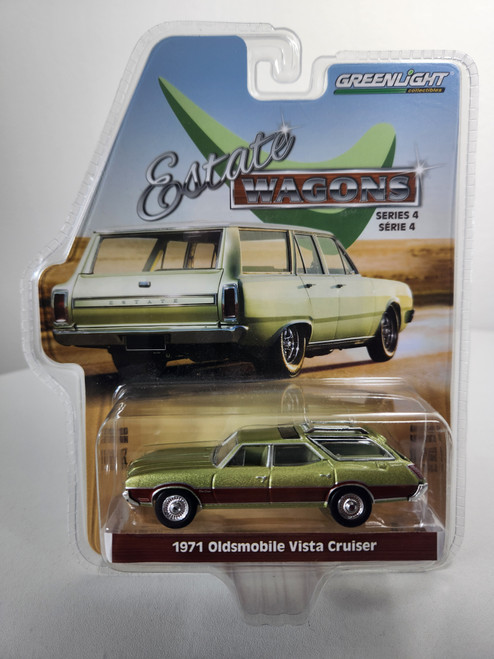 GREENLIGHT
collectibles
Estate
WAGONS
SERIES 4
SÉRIE 4
ESTATE
1971 Oldsmobile Vista Cruiser